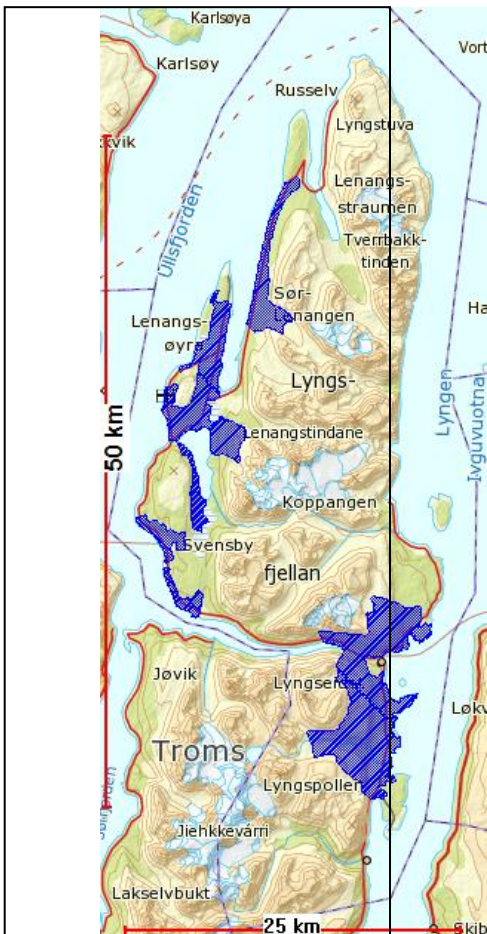 Karlsøya
Karlsøy
Vort
Russelv
Lyngstuva
kvik
Lenangs-
straumen
Ullsfjorden
Tverrbakk-
tinden
Sør-
Lenangen
Ha
Lenangs-
øyra
Lyngs-
Lyngen
Ivguvuotna
50 km
Lenangstindane
Koppangen
Svensby
fjellan
Jøvik
Lyngseidet
Løkv
Troms
Lyngspollen
Jiehkkevárri
Lakselvbukt
25 km
Skib